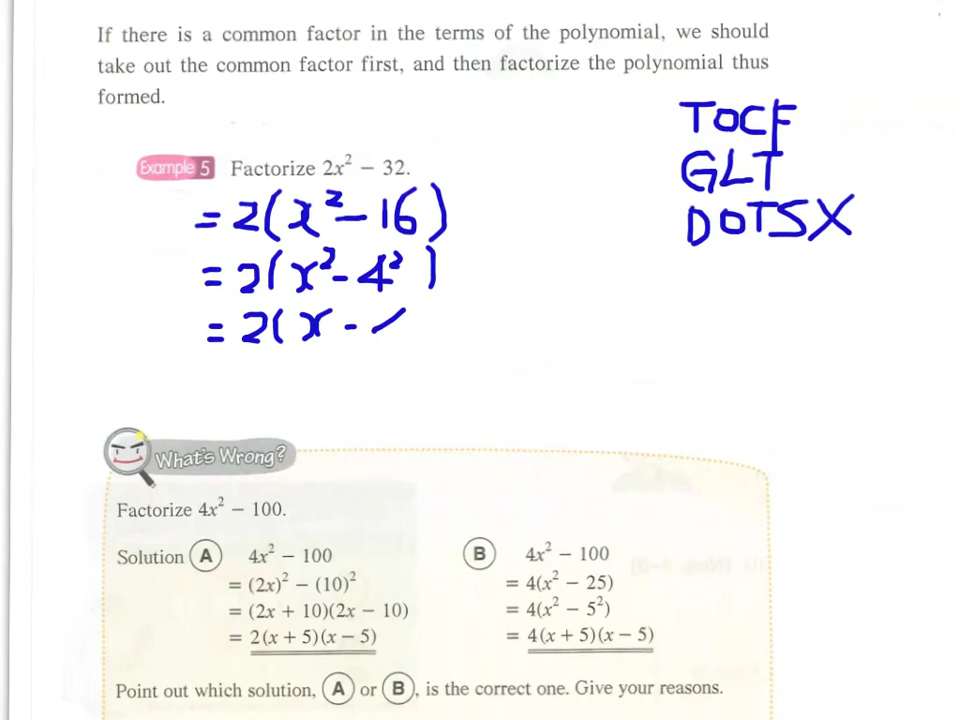 If there is a common factor in the terms of the polynomial, we should
take out the common factor first, and then factorize the polynomial thus
formed.
TOCF
GLT
DOTSX
Example 5 Factorize 2x² − 32.
= 2(x² − 16)
= 2(x² − 4²)
= 2(x −
What's Wrong?
Factorize 4x² − 100.
Solution A 4x² − 100
= (2x)² − (10)²
= (2x + 10)(2x − 10)
= 2(x + 5)(x − 5)
B 4x² − 100
= 4(x² − 25)
= 4(x² − 5²)
= 4(x + 5)(x − 5)
Point out which solution, A or B, is the correct one. Give your reasons.